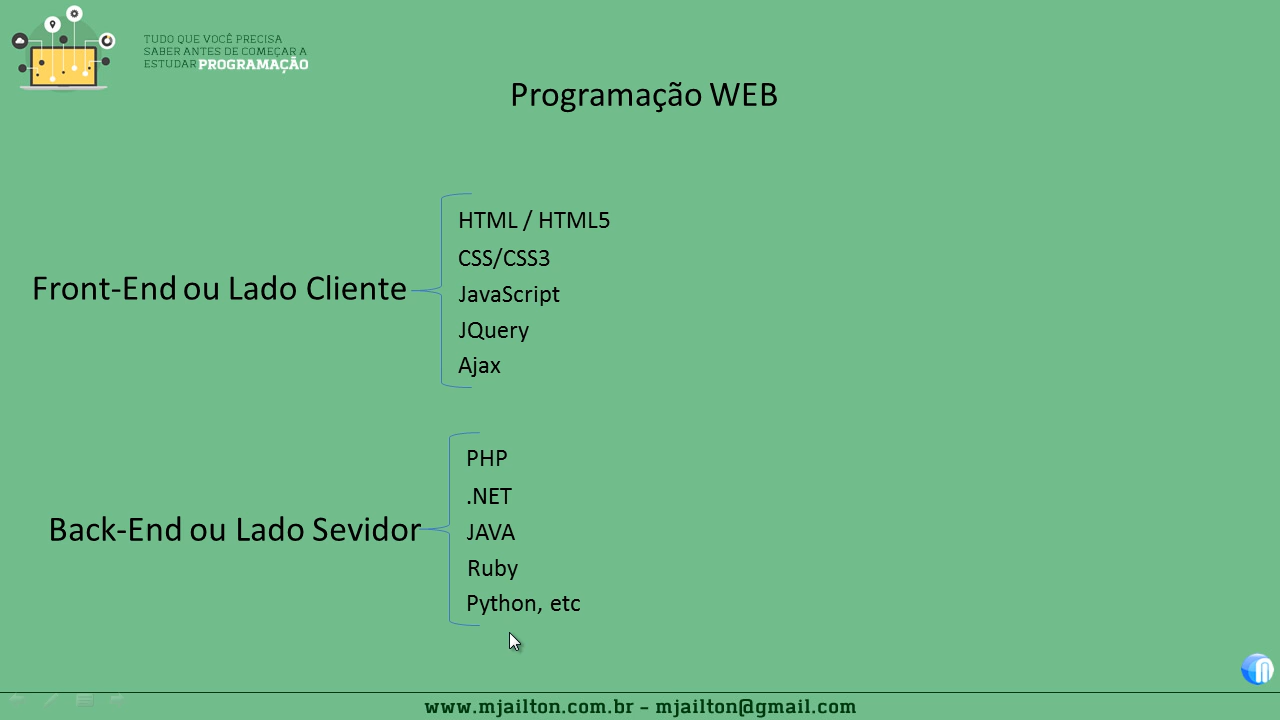 TUDO QUE VOCÊ PRECISA
SABER ANTES DE COMEÇAR A
ESTUDAR PROGRAMAÇÃO
Programação WEB
HTML / HTML5
CSS/CSS3
Front-End ou Lado Cliente
JavaScript
JQuery
Ajax
PHP
.NET
Back-End ou Lado Sevidor
JAVA
Ruby
Python, etc
www.mjailton.com.br - mjailton@gmail.com